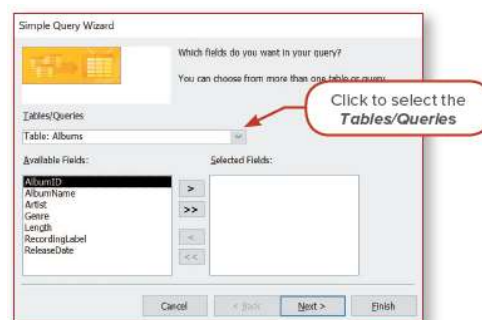 Simple Query Wizard
Which fields do you want in your query?
You can choose from more than one table or query.
Click to select the
Tables/Queries
Tables/Queries
Table: Albums
Available Fields:
Selected Fields:
AlbumID
AlbumName
Artist
Genre
Length
RecordingLabel
ReleaseDate
>
>>
<
<<
Cancel
< Back
Next >
Finish